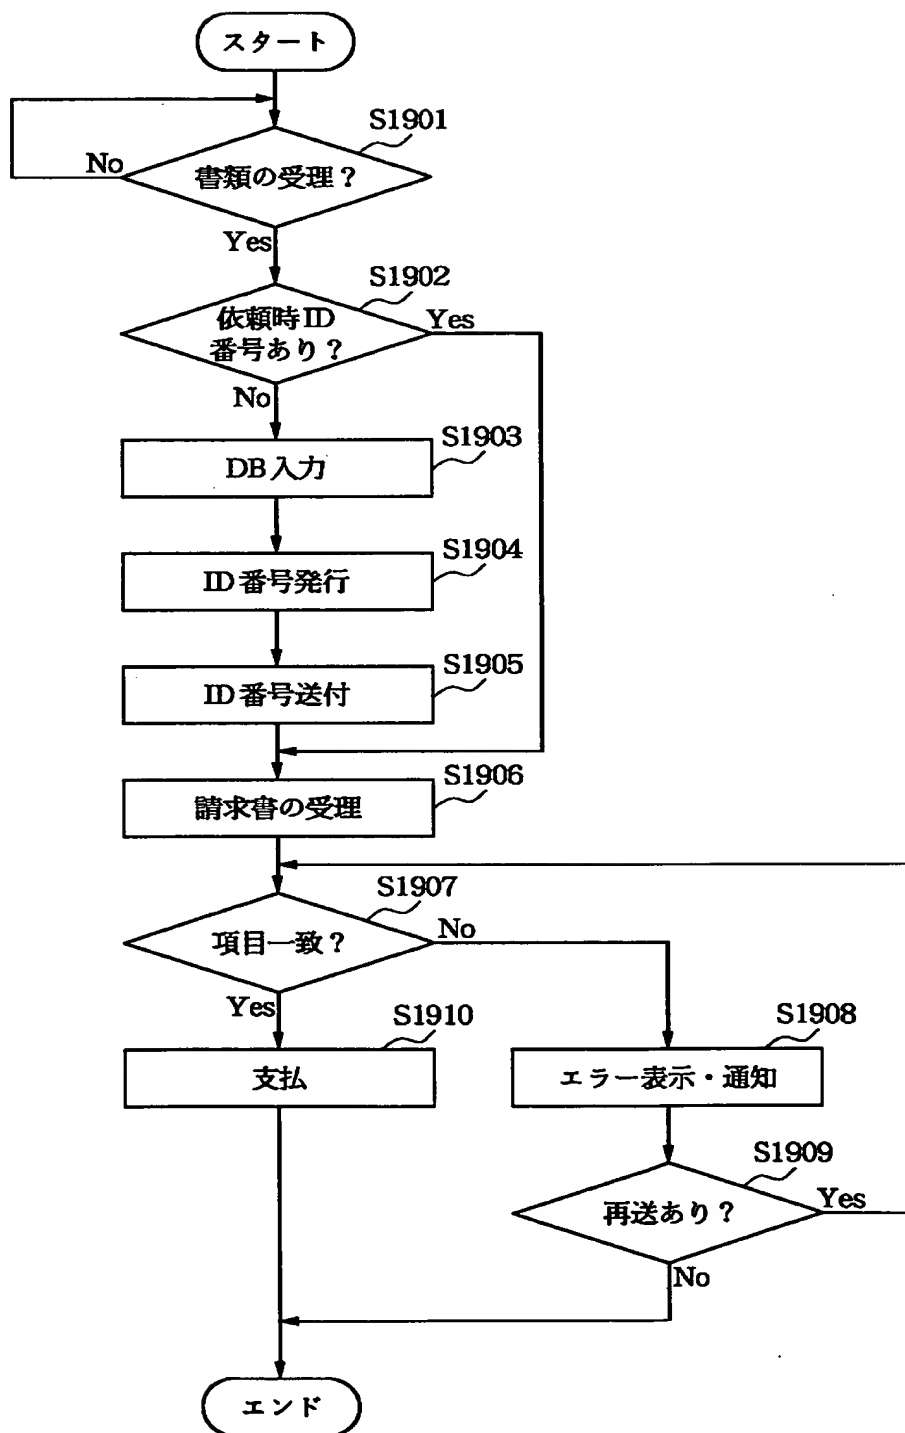 スタート
S1901
No
書類の受理?
Yes
S1902
依頼時ID
番号あり?
Yes
No
S1903
DB入力
S1904
ID番号発行
S1905
ID番号送付
S1906
請求書の受理
S1907
項目一致?
No
Yes
S1910
支払
S1908
エラー表示・通知
S1909
再送あり?
Yes
No
エンド